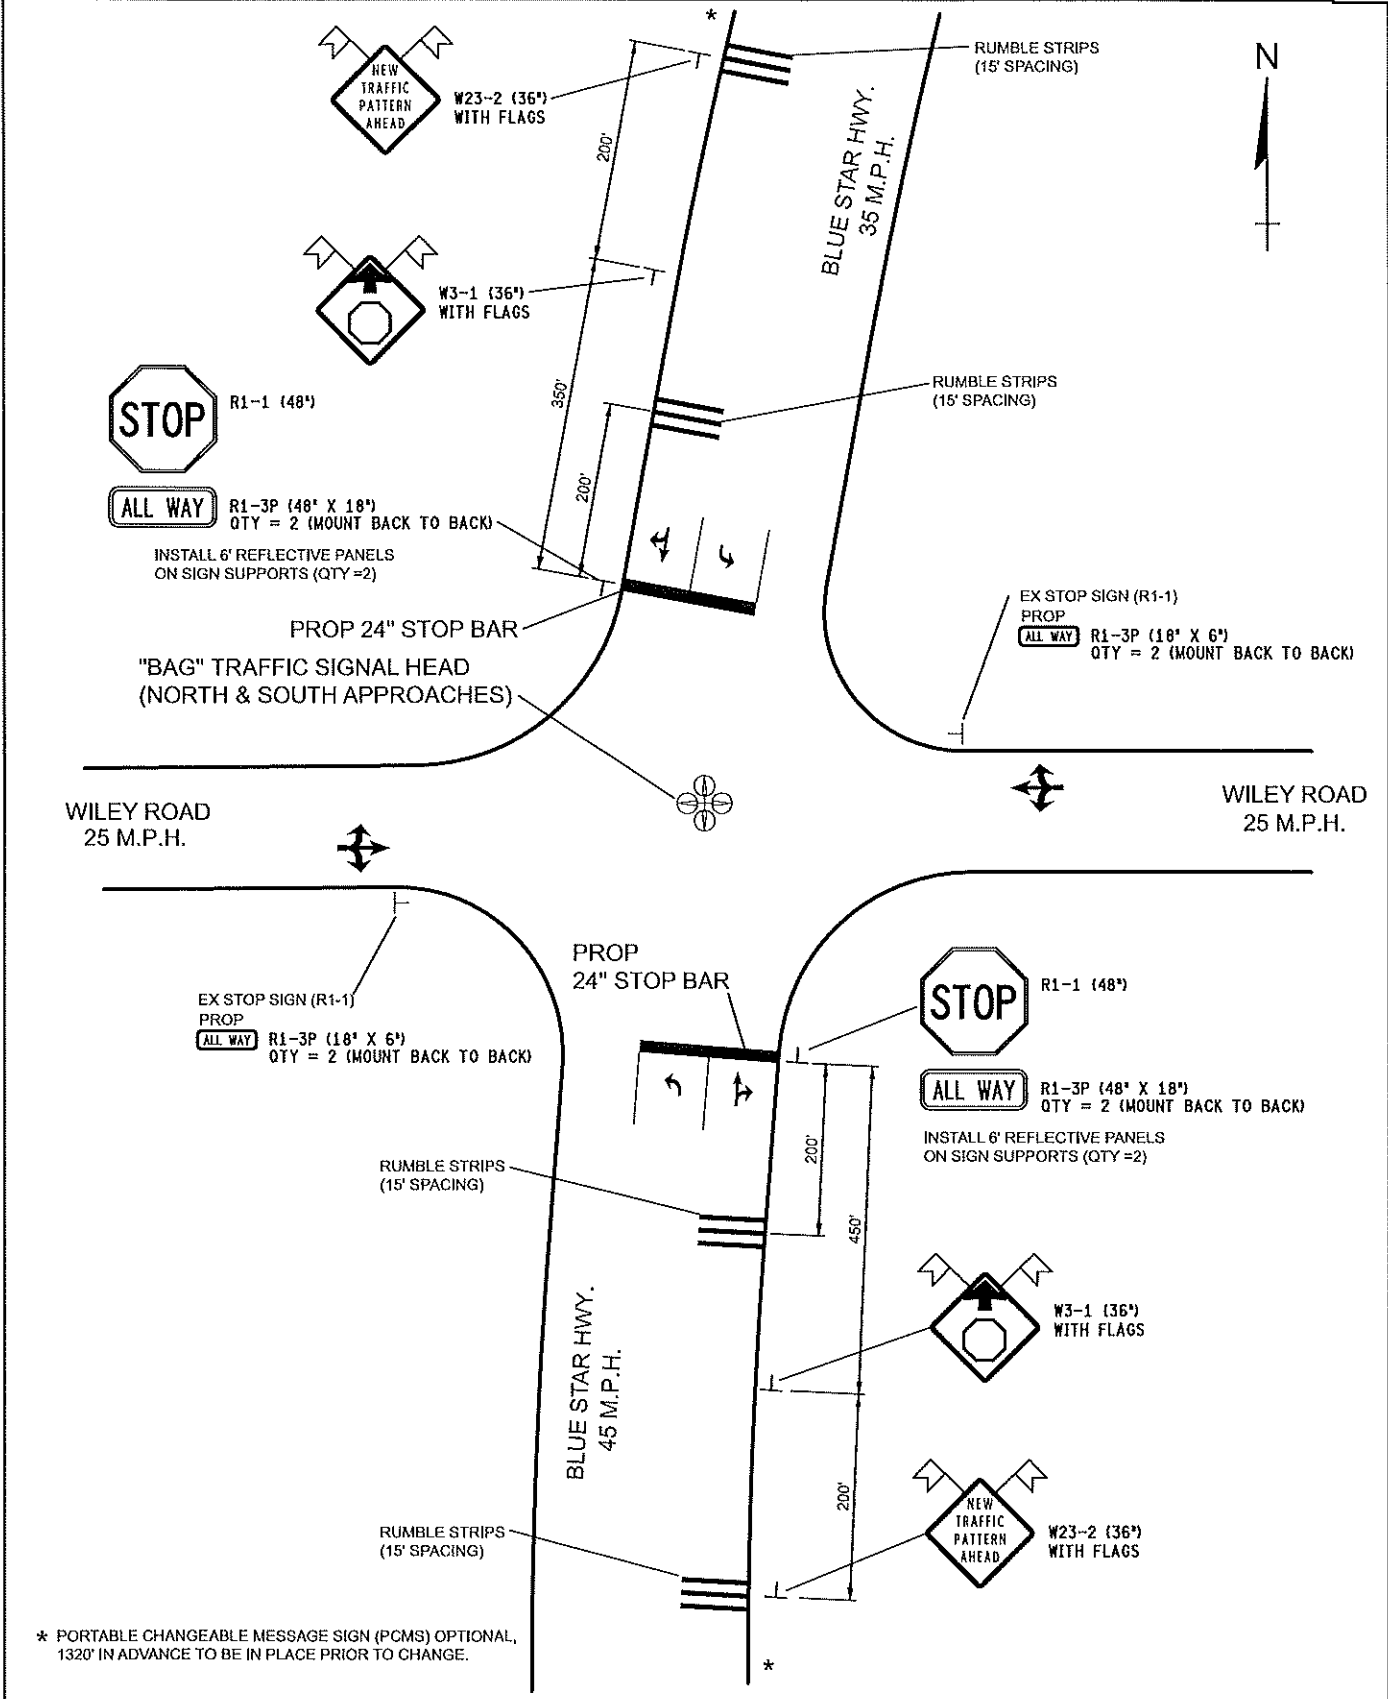 *
RUMBLE STRIPS
(15' SPACING)
N
NEW
TRAFFIC
PATTERN
AHEAD
W23-2 (36")
WITH FLAGS
200'
BLUE STAR HWY.
35 M.P.H.
W3-1 (36")
WITH FLAGS
350'
RUMBLE STRIPS
(15' SPACING)
STOP
R1-1 (48")
200'
ALL WAY
R1-3P (48" X 18")
QTY = 2 (MOUNT BACK TO BACK)
INSTALL 6' REFLECTIVE PANELS
ON SIGN SUPPORTS (QTY =2)
PROP 24" STOP BAR
EX STOP SIGN (R1-1)
PROP
ALL WAY
R1-3P (18" X 6")
QTY = 2 (MOUNT BACK TO BACK)
"BAG" TRAFFIC SIGNAL HEAD
(NORTH & SOUTH APPROACHES)
WILEY ROAD
25 M.P.H.
WILEY ROAD
25 M.P.H.
PROP
24" STOP BAR
STOP
R1-1 (48")
EX STOP SIGN (R1-1)
PROP
ALL WAY
R1-3P (18" X 6")
QTY = 2 (MOUNT BACK TO BACK)
ALL WAY
R1-3P (48" X 18")
QTY = 2 (MOUNT BACK TO BACK)
INSTALL 6' REFLECTIVE PANELS
ON SIGN SUPPORTS (QTY =2)
200'
450'
RUMBLE STRIPS
(15' SPACING)
W3-1 (36")
WITH FLAGS
BLUE STAR HWY.
45 M.P.H.
200'
NEW
TRAFFIC
PATTERN
AHEAD
W23-2 (36")
WITH FLAGS
RUMBLE STRIPS
(15' SPACING)
* PORTABLE CHANGEABLE MESSAGE SIGN (PCMS) OPTIONAL,
1320' IN ADVANCE TO BE IN PLACE PRIOR TO CHANGE.
*